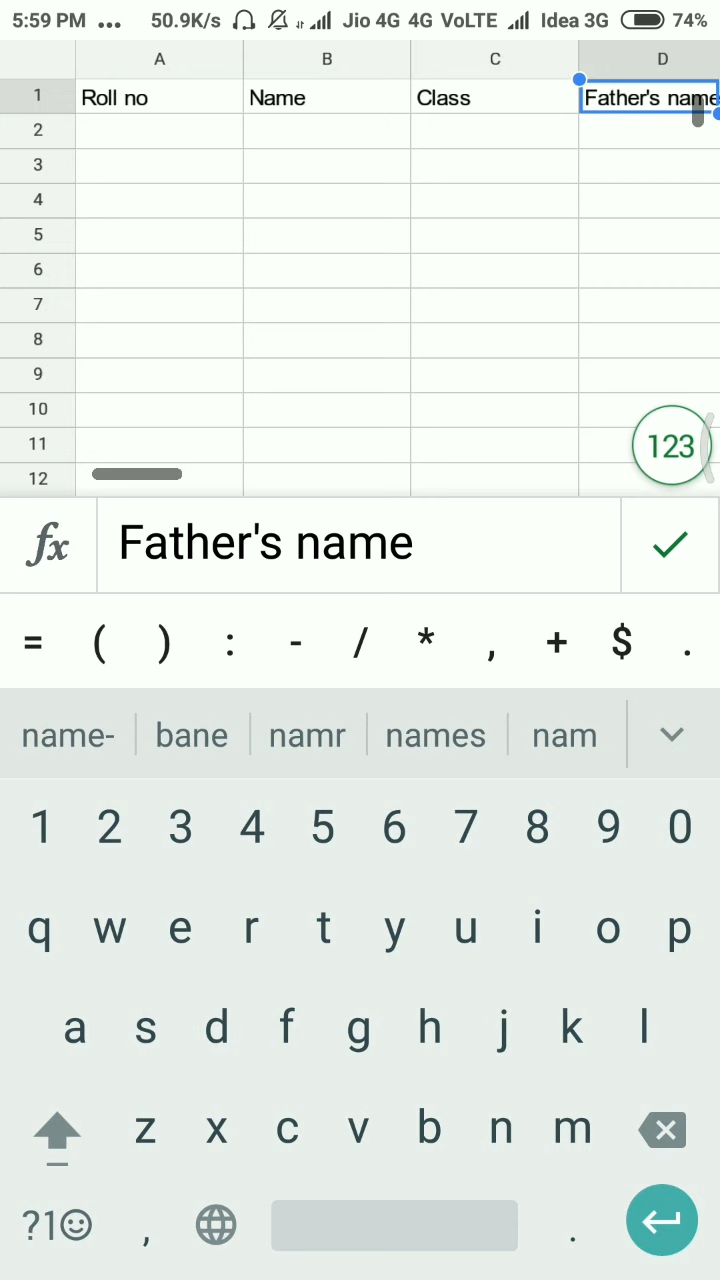 5:59 PM ... 50.9K/s Jio 4G 4G VoLTE Idea 3G 74%
A B C D
1 Roll no Name Class Father's name
2
3
4
5
6
7
8
9
10
11
12
123
fx Father's name
= ( ) : - / * , + $ .
name- bane namr names nam
1 2 3 4 5 6 7 8 9 0
q w e r t y u i o p
a s d f g h j k l
z x c v b n m
?1☺ , .